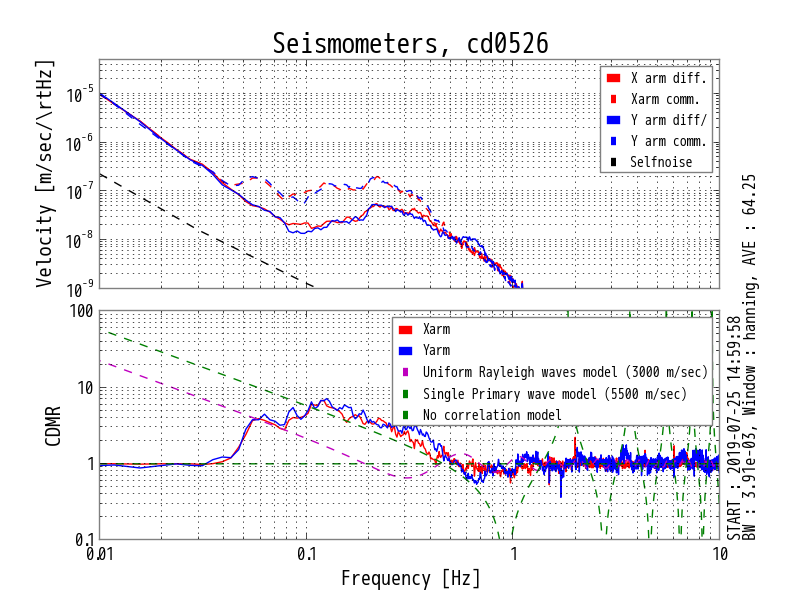 Seismometers, cd0526
Velocity [m/sec/\rtHz]
10^-5
10^-6
10^-7
10^-8
10^-9
X arm diff.
Xarm comm.
Y arm diff/
Y arm comm.
Selfnoise
CDMR
100
10
1
0.1
Xarm
Yarm
Uniform Rayleigh waves model (3000 m/sec)
Single Primary wave model (5500 m/sec)
No correlation model
0.01
0.1
1
10
Frequency [Hz]
START : 2019-07-25 14:59:58
BW : 3.91e-03, Window : hanning, AVE : 64.25